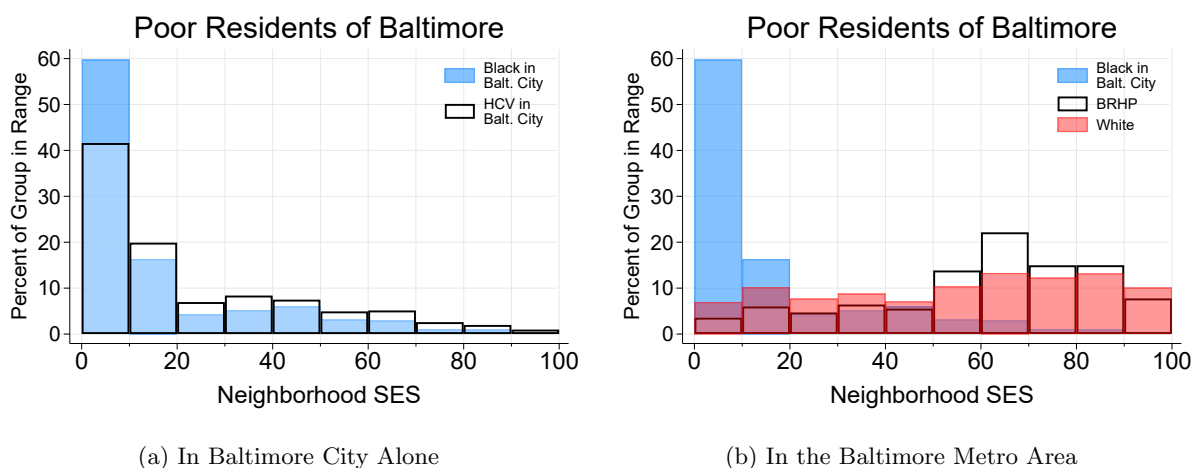 Poor Residents of Baltimore
Percent of Group in Range
60
50
40
30
20
10
0
Black in
Balt. City
HCV in
Balt. City
0 20 40 60 80 100
Neighborhood SES
(a) In Baltimore City Alone
Poor Residents of Baltimore
Percent of Group in Range
60
50
40
30
20
10
0
Black in
Balt. City
BRHP
White
0 20 40 60 80 100
Neighborhood SES
(b) In the Baltimore Metro Area